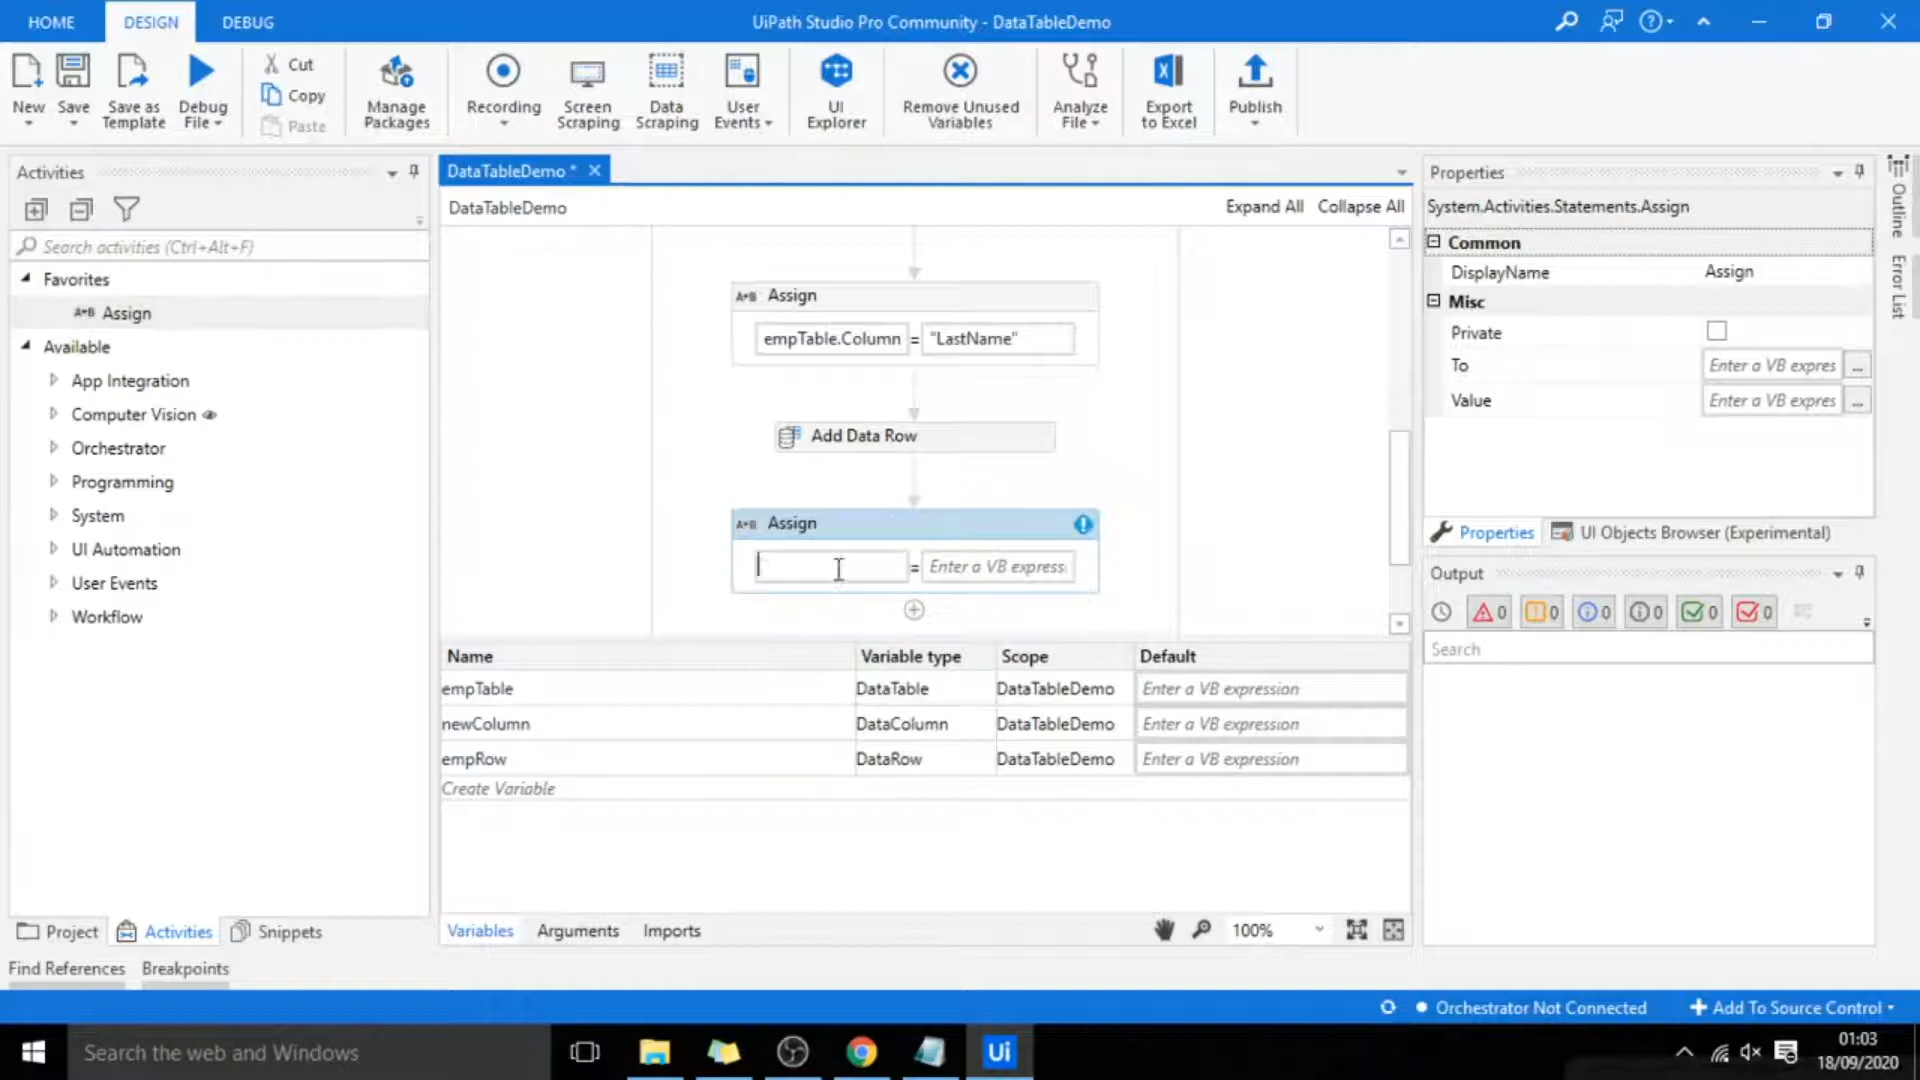 HOME DESIGN DEBUG UiPath Studio Pro Community - DataTableDemo
New Save Save as Template Debug File Cut Copy Paste Manage Packages Recording Screen Scraping Data Scraping User Events UI Explorer Remove Unused Variables Analyze File Export to Excel Publish
Activities
Search activities (Ctrl+Alt+F)
Favorites
A+B Assign
Available
App Integration
Computer Vision
Orchestrator
Programming
System
UI Automation
User Events
Workflow
Project Activities Snippets
Find References Breakpoints
DataTableDemo *
DataTableDemo Expand All Collapse All
A+B Assign
empTable.Column = "LastName"
Add Data Row
A+B Assign
= Enter a VB express
Name Variable type Scope Default
empTable DataTable DataTableDemo Enter a VB expression
newColumn DataColumn DataTableDemo Enter a VB expression
empRow DataRow DataTableDemo Enter a VB expression
Create Variable
Variables Arguments Imports 100%
Properties
System.Activities.Statements.Assign
Common
DisplayName Assign
Misc
Private
To Enter a VB expres ...
Value Enter a VB expres ...
Properties UI Objects Browser (Experimental)
Output
0 0 0 0 0 0
Search
Outline
Error List
Orchestrator Not Connected Add To Source Control
Search the web and Windows
Ui
01:03
18/09/2020